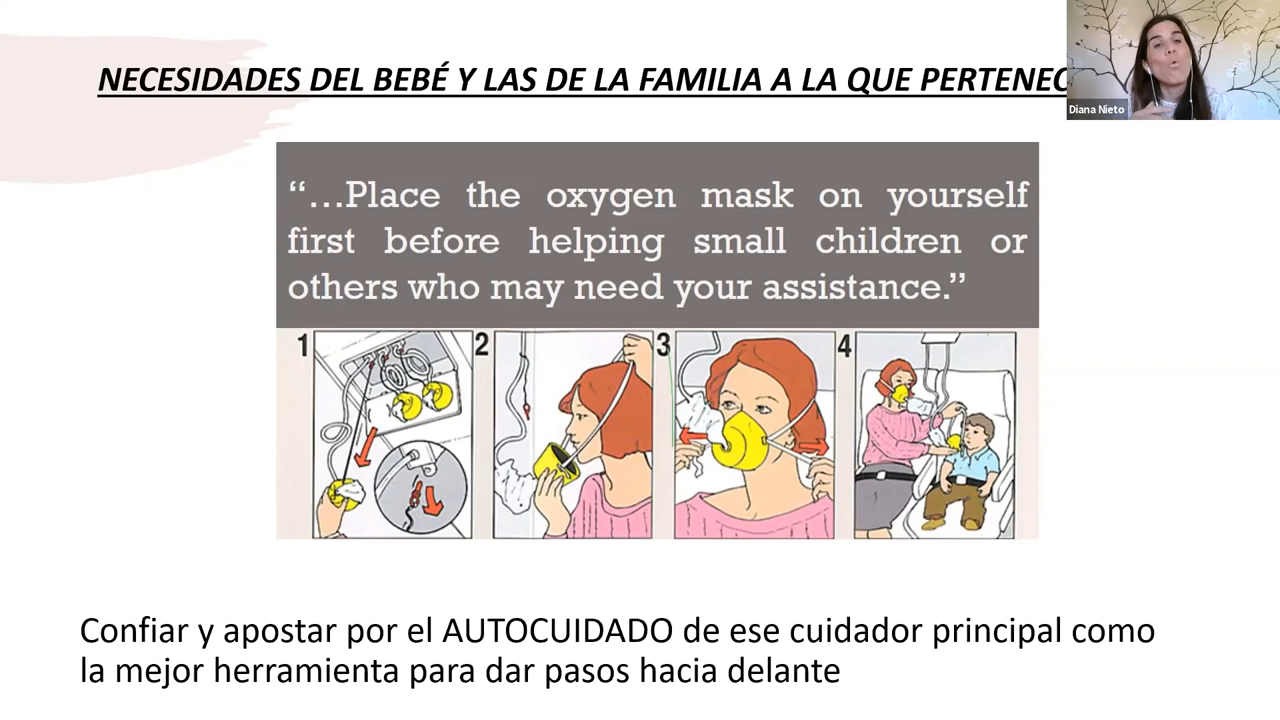 NECESIDADES DEL BEBÉ Y LAS DE LA FAMILIA A LA QUE PERTENEC
Diana Nieto
“...Place the oxygen mask on yourself
first before helping small children or
others who may need your assistance.”
1 2 3 4
Confiar y apostar por el AUTOCUIDADO de ese cuidador principal como
la mejor herramienta para dar pasos hacia delante